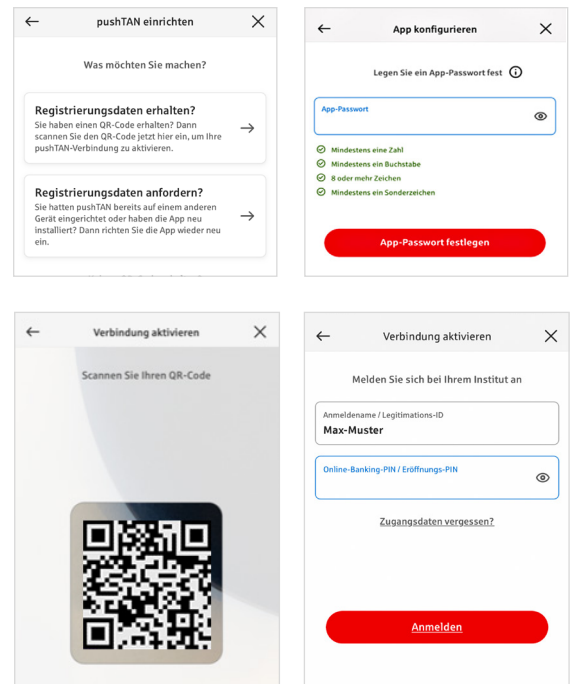 pushTAN einrichten
Was möchten Sie machen?
Registrierungsdaten erhalten?
Sie haben einen QR-Code erhalten? Dann
scannen Sie den QR-Code jetzt hier ein, um Ihre
pushTAN-Verbindung zu aktivieren.
Registrierungsdaten anfordern?
Sie hatten pushTAN bereits auf einem anderen
Gerät eingerichtet oder haben die App neu
installiert? Dann richten Sie die App wieder neu
ein.
App konfigurieren
Legen Sie ein App-Passwort fest
App-Passwort
Mindestens eine Zahl
Mindestens ein Buchstabe
8 oder mehr Zeichen
Mindestens ein Sonderzeichen
App-Passwort festlegen
Verbindung aktivieren
Scannen Sie Ihren QR-Code
Verbindung aktivieren
Melden Sie sich bei Ihrem Institut an
Anmeldename / Legitimations-ID
Max-Muster
Online-Banking-PIN / Eröffnungs-PIN
Zugangsdaten vergessen?
Anmelden